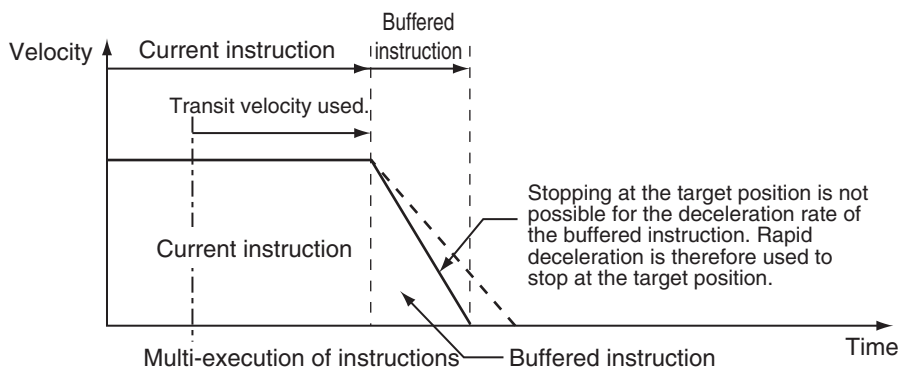 Buffered
instruction
Velocity
Current instruction
Transit velocity used.
Stopping at the target position is not
possible for the deceleration rate of
the buffered instruction. Rapid
deceleration is therefore used to
stop at the target position.
Current instruction
Time
Multi-execution of instructions
Buffered instruction